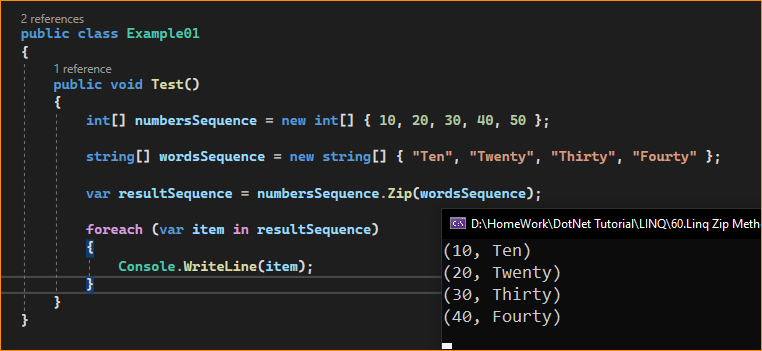 2 references
public class Example01
{
1 reference
public void Test()
{
int[] numbersSequence = new int[] { 10, 20, 30, 40, 50 };
string[] wordsSequence = new string[] { "Ten", "Twenty", "Thirty", "Fourty" };
var resultSequence = numbersSequence.Zip(wordsSequence);
foreach (var item in resultSequence)
{
Console.WriteLine(item);
}
}
}
D:\HomeWork\DotNet Tutorial\LINQ\60.Linq Zip Meth
(10, Ten)
(20, Twenty)
(30, Thirty)
(40, Fourty)